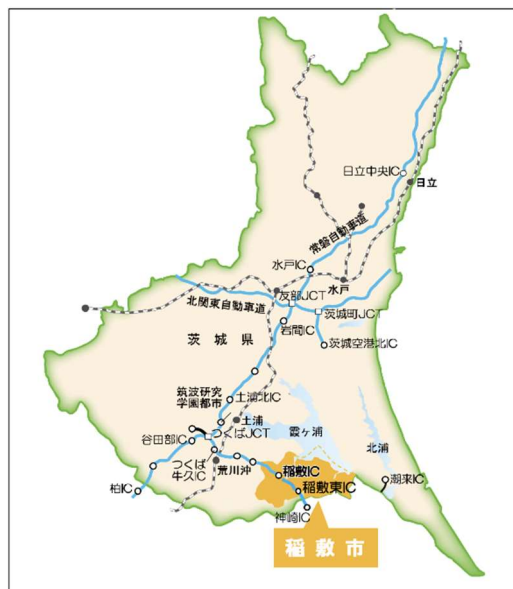 日立中央IC
日立
常磐自動車道
水戸IC
水戸
友部JCT
北関東自動車道
茨城町JCT
岩間IC
茨城県
茨城空港北IC
筑波研究
学園都市
土浦北IC
土浦
つくばJCT
谷田部IC
霞ヶ浦
北浦
つくば
牛久IC
荒川沖
稲敷IC
潮来IC
柏IC
稲敷東IC
神崎IC
稲敷市